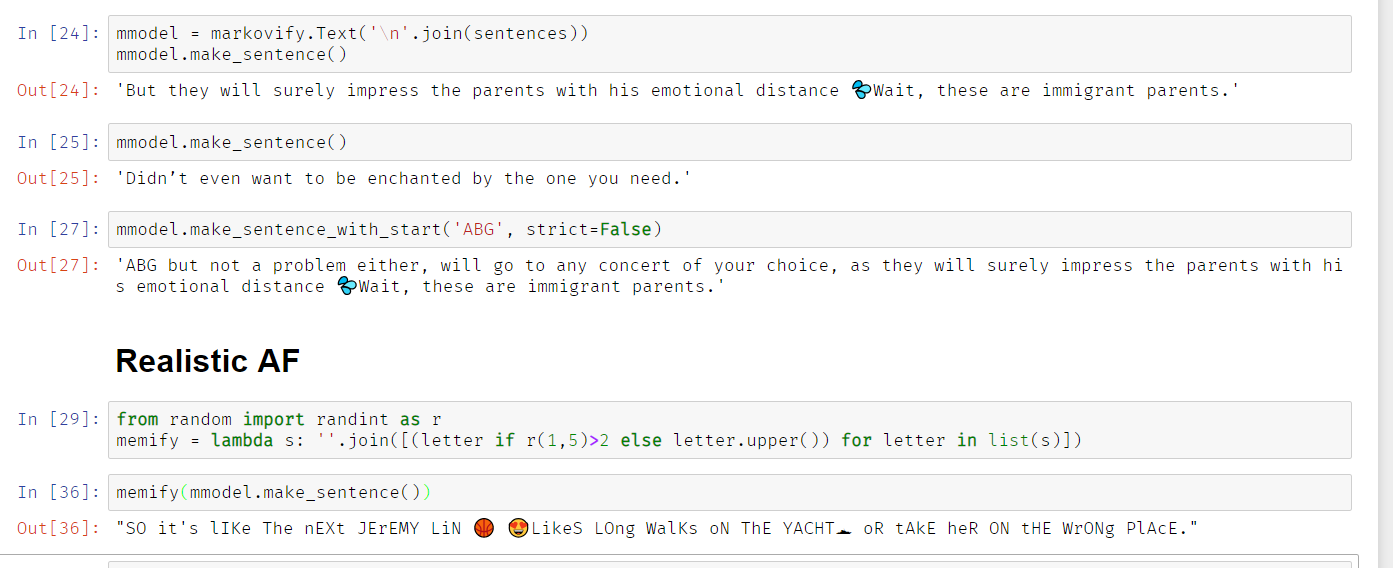 In [24]: mmodel = markovify.Text('\n'.join(sentences))
mmodel.make_sentence()
Out[24]: 'But they will surely impress the parents with his emotional distance 💦Wait, these are immigrant parents.'
In [25]: mmodel.make_sentence()
Out[25]: 'Didn’t even want to be enchanted by the one you need.'
In [27]: mmodel.make_sentence_with_start('ABG', strict=False)
Out[27]: 'ABG but not a problem either, will go to any concert of your choice, as they will surely impress the parents with hi
s emotional distance 💦Wait, these are immigrant parents.'
Realistic AF
In [29]: from random import randint as r
memify = lambda s: ''.join([(letter if r(1,5)>2 else letter.upper()) for letter in list(s)])
In [36]: memify(mmodel.make_sentence())
Out[36]: "SO it's lIKe The nEXt JErEMY LiN 🏀 😍LikeS LOng WalKs oN ThE YACHT🛥 oR tAkE heR ON tHE WrONg PlAcE."